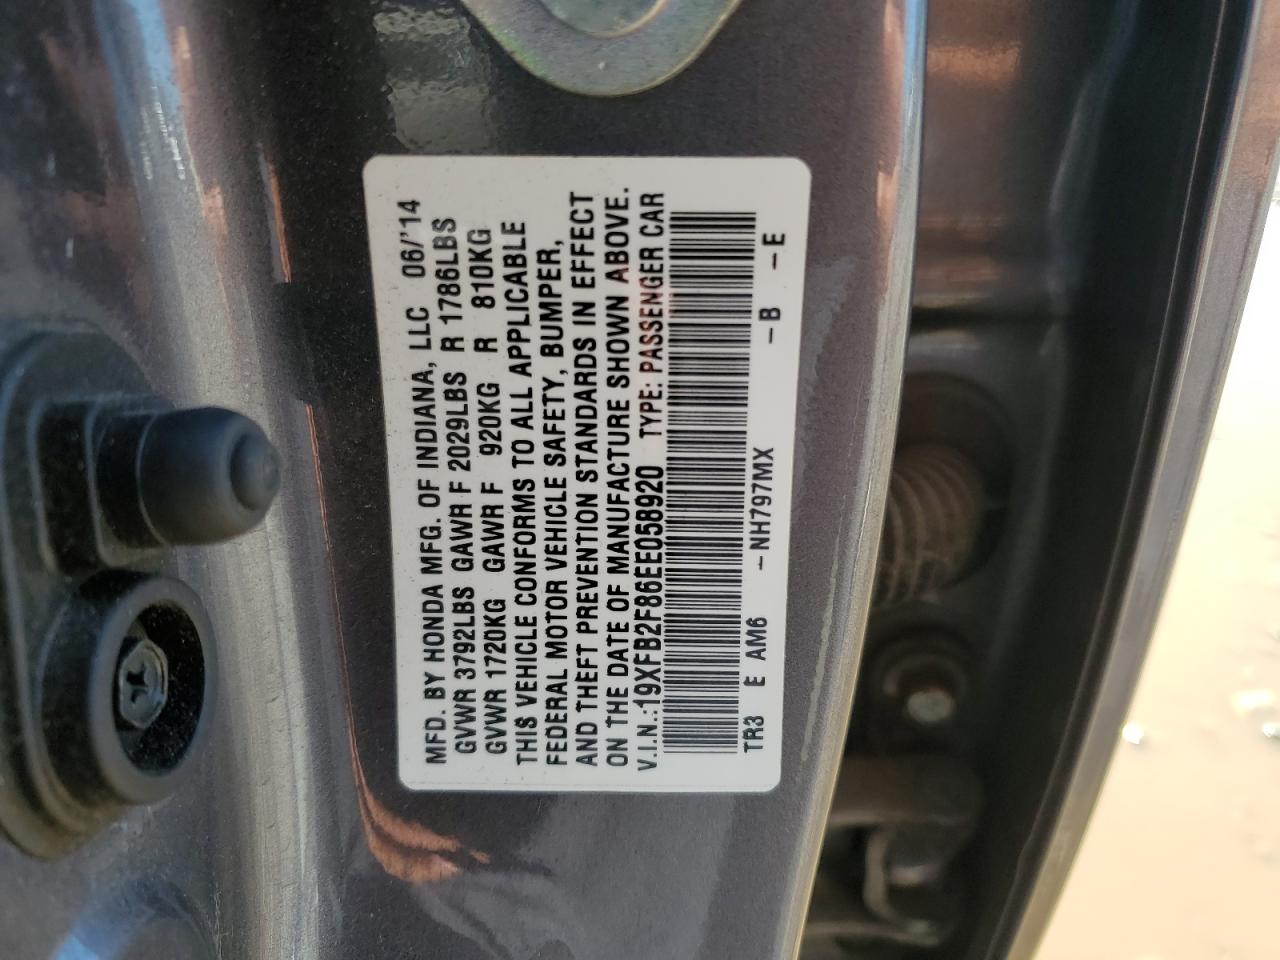 MFD. BY HONDA MFG. OF INDIANA, LLC 06/'14
GVWR 3792LBS GAWR F 2029LBS R 1786LBS
GVWR 1720KG GAWR F 920KG R 810KG
THIS VEHICLE CONFORMS TO ALL APPLICABLE
FEDERAL MOTOR VEHICLE SAFETY, BUMPER,
AND THEFT PREVENTION STANDARDS IN EFFECT
ON THE DATE OF MANUFACTURE SHOWN ABOVE.
V.I.N.:19XFB2F86EE058920 TYPE: PASSENGER CAR
TR3 E AM6 -NH797MX -B -E